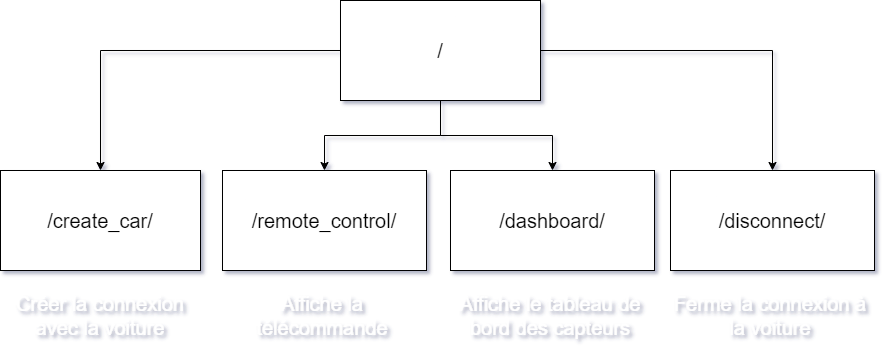 /
/create_car/
/remote_control/
/dashboard/
/disconnect/
Créer la connexion
avec la voiture
Affiche la
télécommande
Affiche le tableau de
bord des capteurs
Ferme la connexion à
la voiture